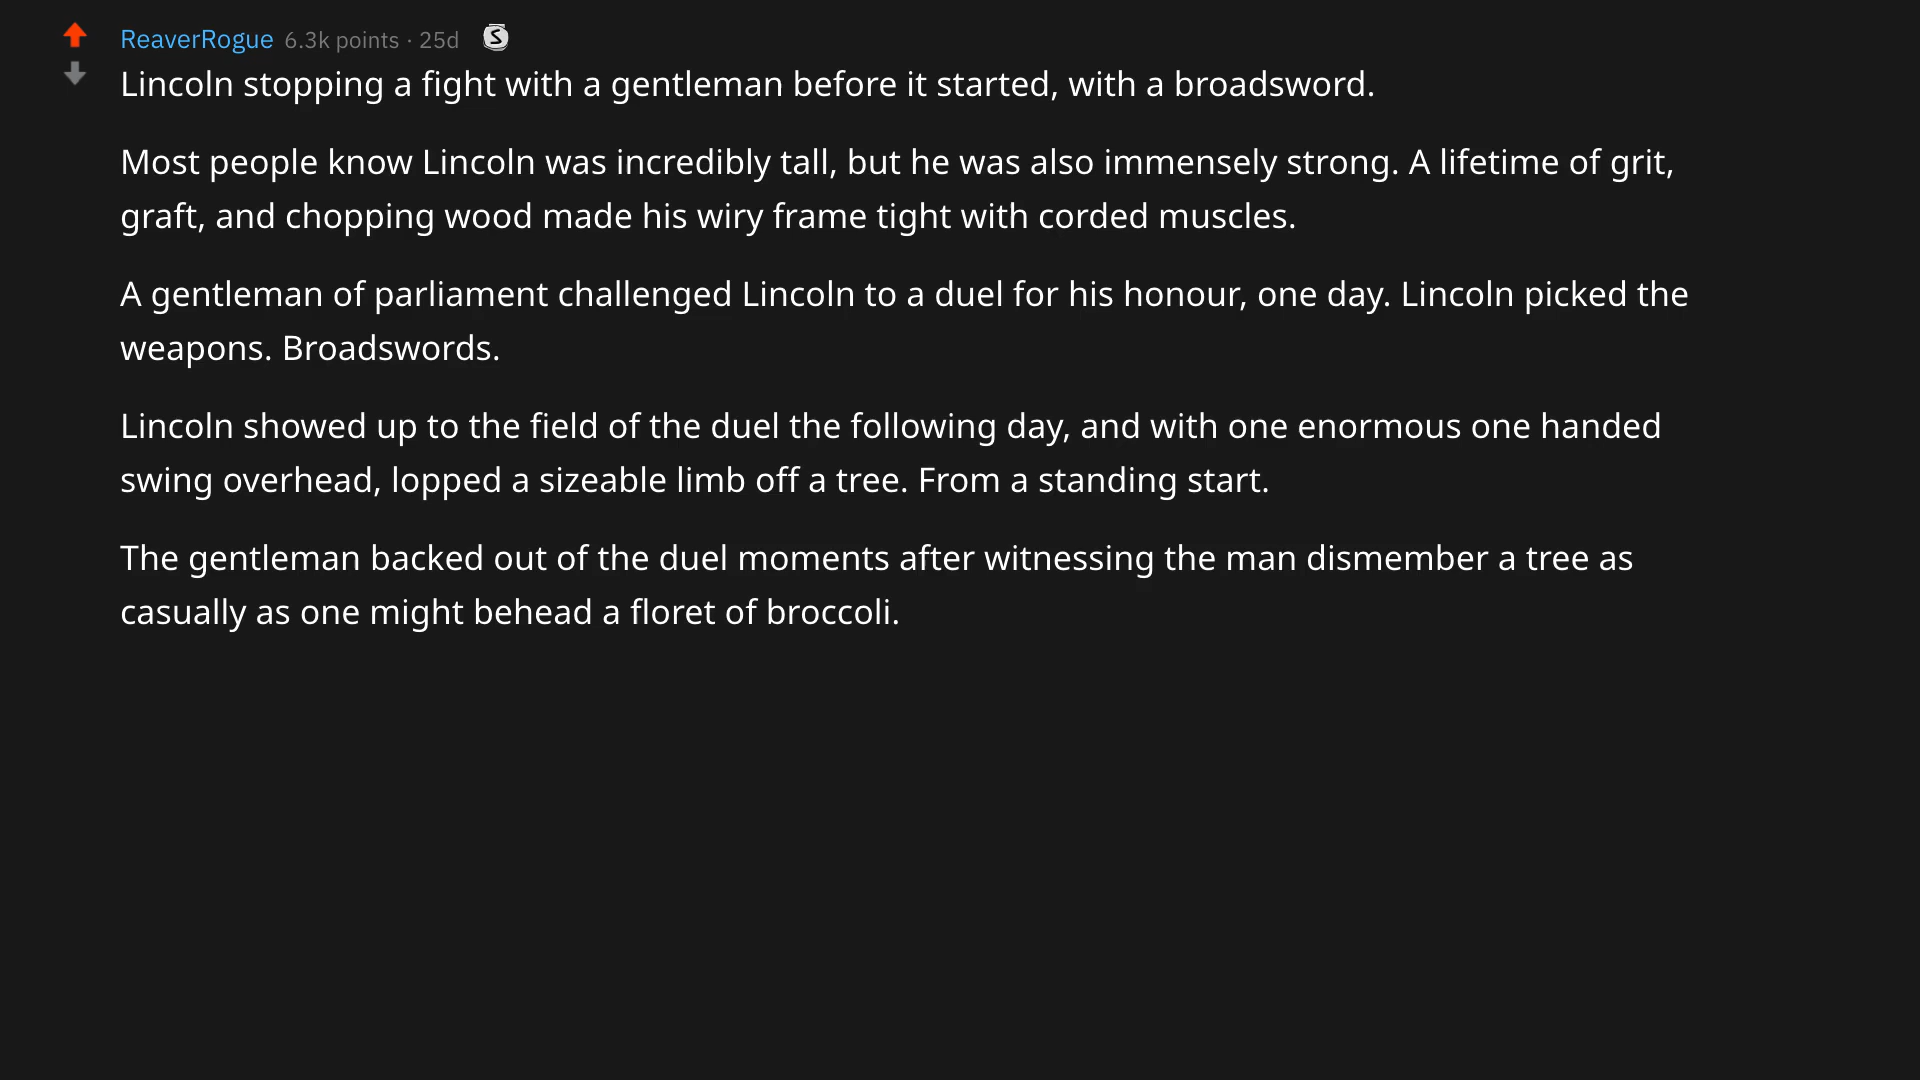 ReaverRogue 6.3k points · 25d
Lincoln stopping a fight with a gentleman before it started, with a broadsword.
Most people know Lincoln was incredibly tall, but he was also immensely strong. A lifetime of grit,
graft, and chopping wood made his wiry frame tight with corded muscles.
A gentleman of parliament challenged Lincoln to a duel for his honour, one day. Lincoln picked the
weapons. Broadswords.
Lincoln showed up to the field of the duel the following day, and with one enormous one handed
swing overhead, lopped a sizeable limb off a tree. From a standing start.
The gentleman backed out of the duel moments after witnessing the man dismember a tree as
casually as one might behead a floret of broccoli.